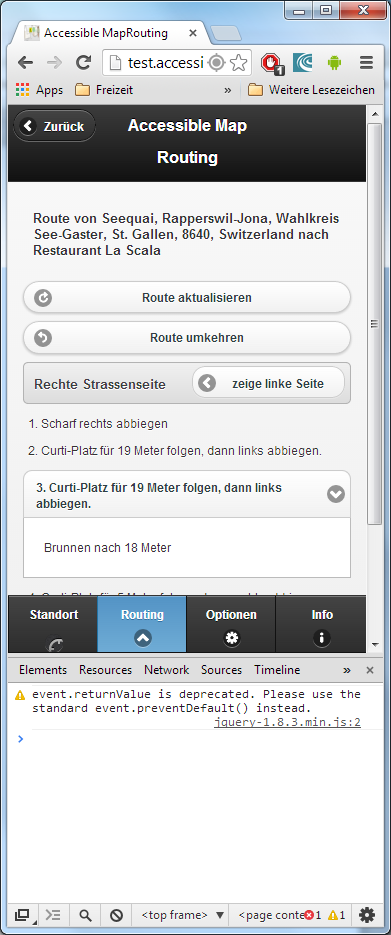 Accessible MapRouting
test.accessi
1
Apps
Freizeit
»
Weitere Lesezeichen
Zurück
Accessible Map
Routing
Route von Seequai, Rapperswil-Jona, Wahlkreis
See-Gaster, St. Gallen, 8640, Switzerland nach
Restaurant La Scala
Route aktualisieren
Route umkehren
Rechte Strassenseite
zeige linke Seite
1. Scharf rechts abbiegen
2. Curti-Platz für 19 Meter folgen, dann links abbiegen.
3. Curti-Platz für 19 Meter folgen, dann links
abbiegen.
Brunnen nach 18 Meter
Standort
Routing
Optionen
Info
Elements
Resources
Network
Sources
Timeline
»
event.returnValue is deprecated. Please use the
standard event.preventDefault() instead.
jquery-1.8.3.min.js:2
>
<top frame>
<page conte
1
1